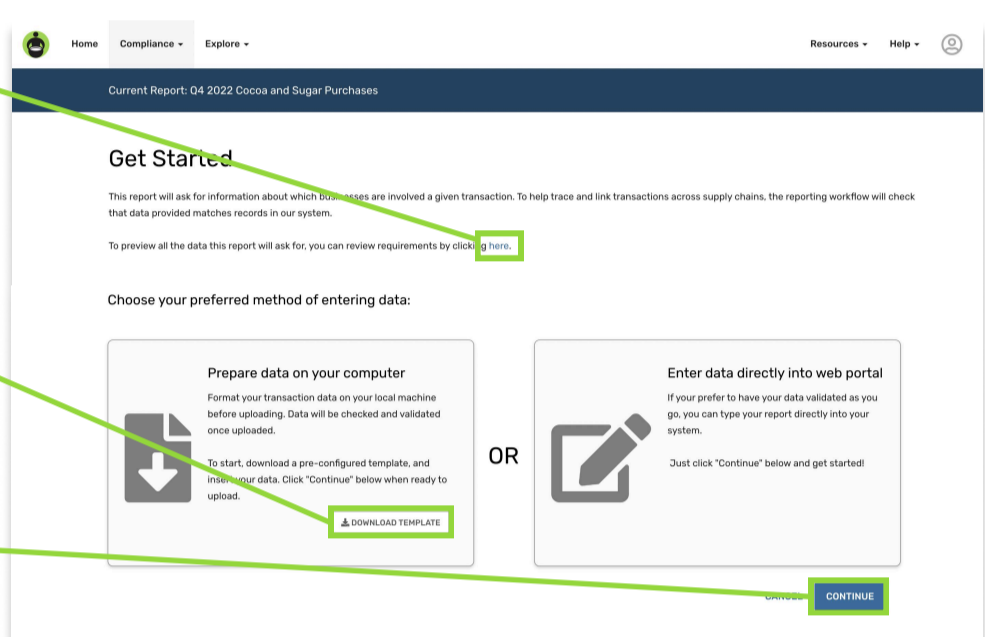 Home Compliance Explore Resources Help
Current Report: Q4 2022 Cocoa and Sugar Purchases
Get Started
This report will ask for information about which businesses are involved a given transaction. To help trace and link transactions across supply chains, the reporting workflow will check
that data provided matches records in our system.
To preview all the data this report will ask for, you can review requirements by clicking here.
Choose your preferred method of entering data:
Prepare data on your computer
Format your transaction data on your local machine
before uploading. Data will be checked and validated
once uploaded.
To start, download a pre-configured template, and
insert your data. Click "Continue" below when ready to
upload.
DOWNLOAD TEMPLATE
OR
Enter data directly into web portal
If your prefer to have your data validated as you
go, you can type your report directly into your
system.
Just click "Continue" below and get started!
CANCEL CONTINUE